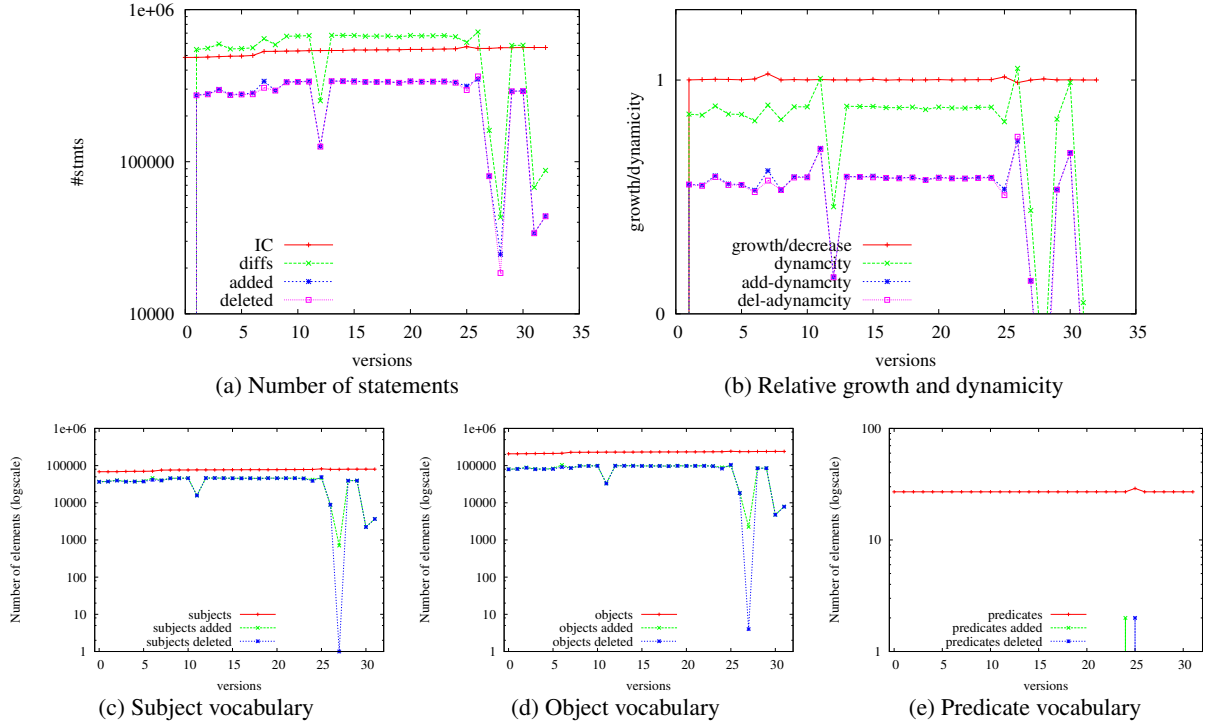 1e+06
100000
10000
#stmts
IC
diffs
added
deleted
0 5 10 15 20 25 30 35
versions
(a) Number of statements
1
0
growth/dynamicity
growth/decrease
dynamcity
add-dynamcity
del-adynamcity
0 5 10 15 20 25 30 35
versions
(b) Relative growth and dynamicity
1e+06
100000
10000
1000
100
10
1
Number of elements (logscale)
subjects
subjects added
subjects deleted
0 5 10 15 20 25 30
versions
(c) Subject vocabulary
1e+06
100000
10000
1000
100
10
1
Number of elements (logscale)
objects
objects added
objects deleted
0 5 10 15 20 25 30
versions
(d) Object vocabulary
100
10
1
Number of elements (logscale)
predicates
predicates added
predicates deleted
0 5 10 15 20 25 30
versions
(e) Predicate vocabulary